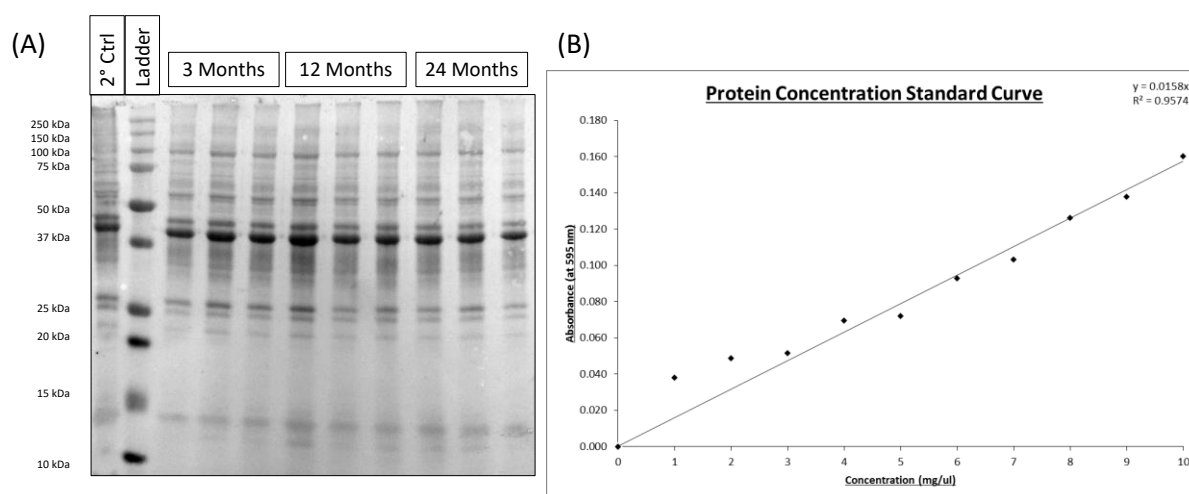 (A)
2° Ctrl
Ladder
3 Months
12 Months
24 Months
250 kDa
150 kDa
100 kDa
75 kDa
50 kDa
37 kDa
25 kDa
20 kDa
15 kDa
10 kDa
(B)
Protein Concentration Standard Curve
y = 0.0158x
R² = 0.9574
0.180
0.160
0.140
0.120
0.100
0.080
0.060
0.040
0.020
0.000
Absorbance (at 595 nm)
0 1 2 3 4 5 6 7 8 9 10
Concentration (mg/ul)